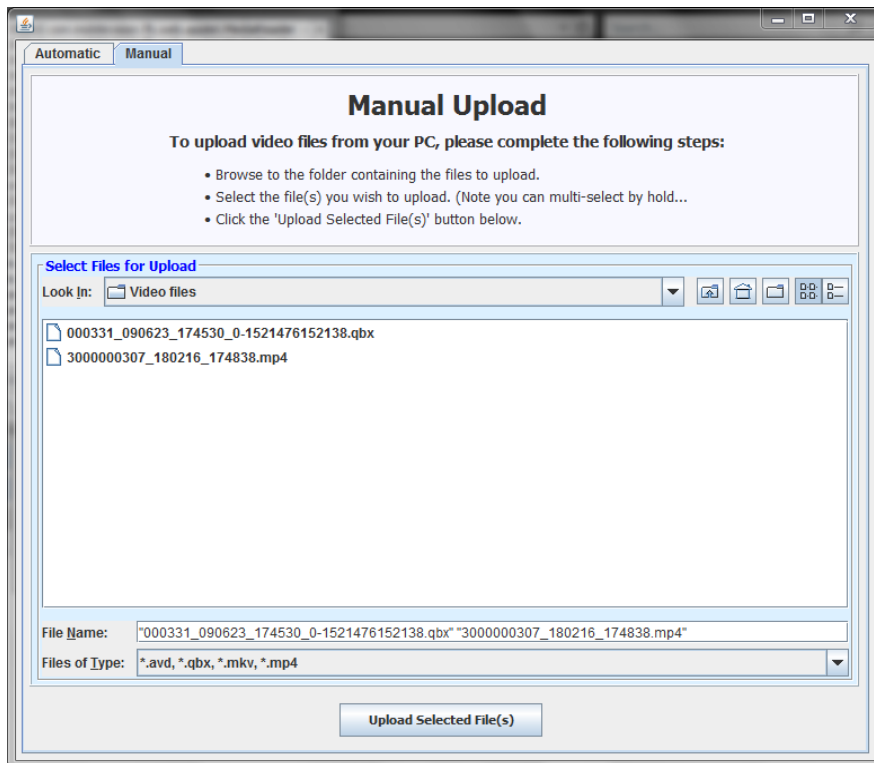 Automatic Manual
Manual Upload
To upload video files from your PC, please complete the following steps:
• Browse to the folder containing the files to upload.
• Select the file(s) you wish to upload. (Note you can multi-select by hold...
• Click the 'Upload Selected File(s)' button below.
Select Files for Upload
Look In: Video files
000331_090623_174530_0-1521476152138.qbx
3000000307_180216_174838.mp4
File Name: "000331_090623_174530_0-1521476152138.qbx" "3000000307_180216_174838.mp4"
Files of Type: *.avd, *.qbx, *.mkv, *.mp4
Upload Selected File(s)